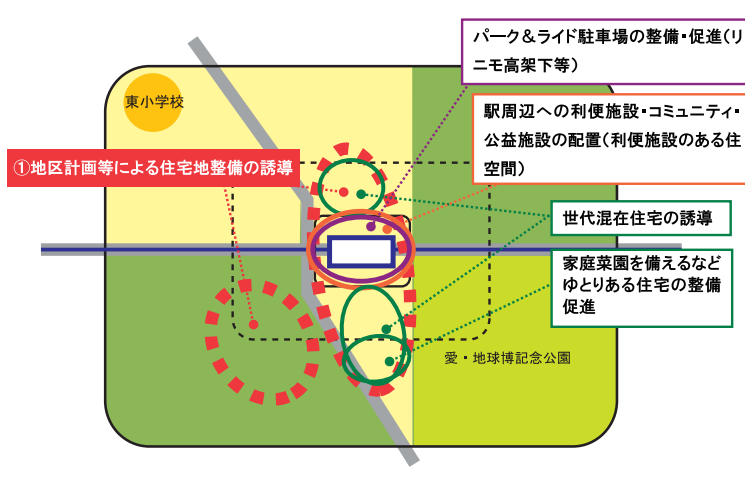 パーク＆ライド駐車場の整備・促進(リ
ニモ高架下等)
東小学校
駅周辺への利便施設・コミュニティ・
公益施設の配置(利便施設のある住
空間)
①地区計画等による住宅地整備の誘導
世代混在住宅の誘導
家庭菜園を備えるなど
ゆとりある住宅の整備
促進
愛・地球博記念公園